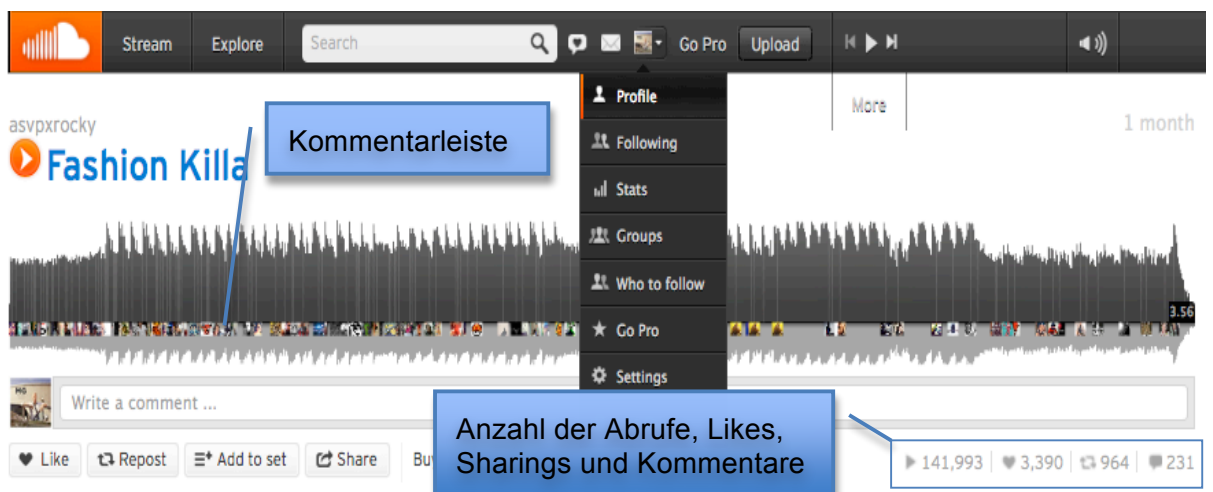 Stream Explore Search Go Pro Upload
Profile
More
asvpxrocky
1 month
Kommentarleiste
Fashion Killa
Following
Stats
Groups
Who to follow
3.56
Go Pro
Settings
Write a comment ...
Anzahl der Abrufe, Likes,
Sharings und Kommentare
Like Repost Add to set Share
141,993 3,390 964 231